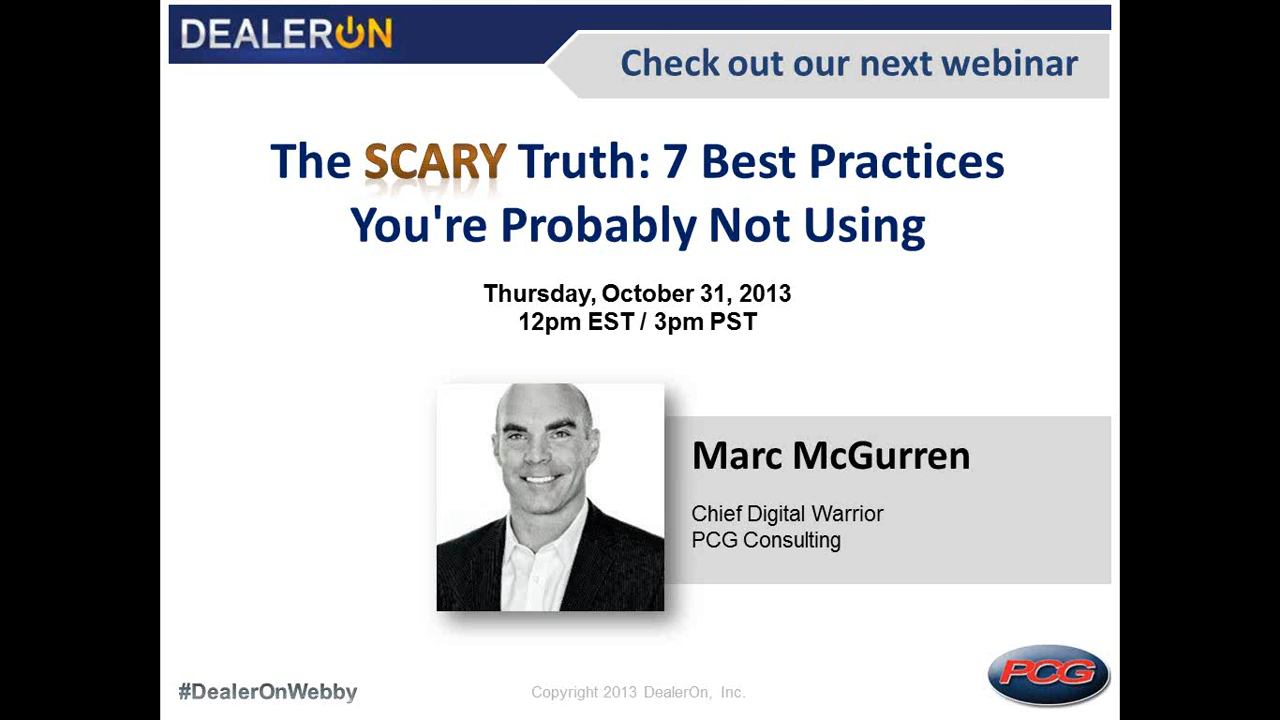 DEALERON
Check out our next webinar
The SCARY Truth: 7 Best Practices
You're Probably Not Using
Thursday, October 31, 2013
12pm EST / 3pm PST
Marc McGurren
Chief Digital Warrior
PCG Consulting
PCG
#DealerOnWebby
Copyright 2013 DealerOn, Inc.